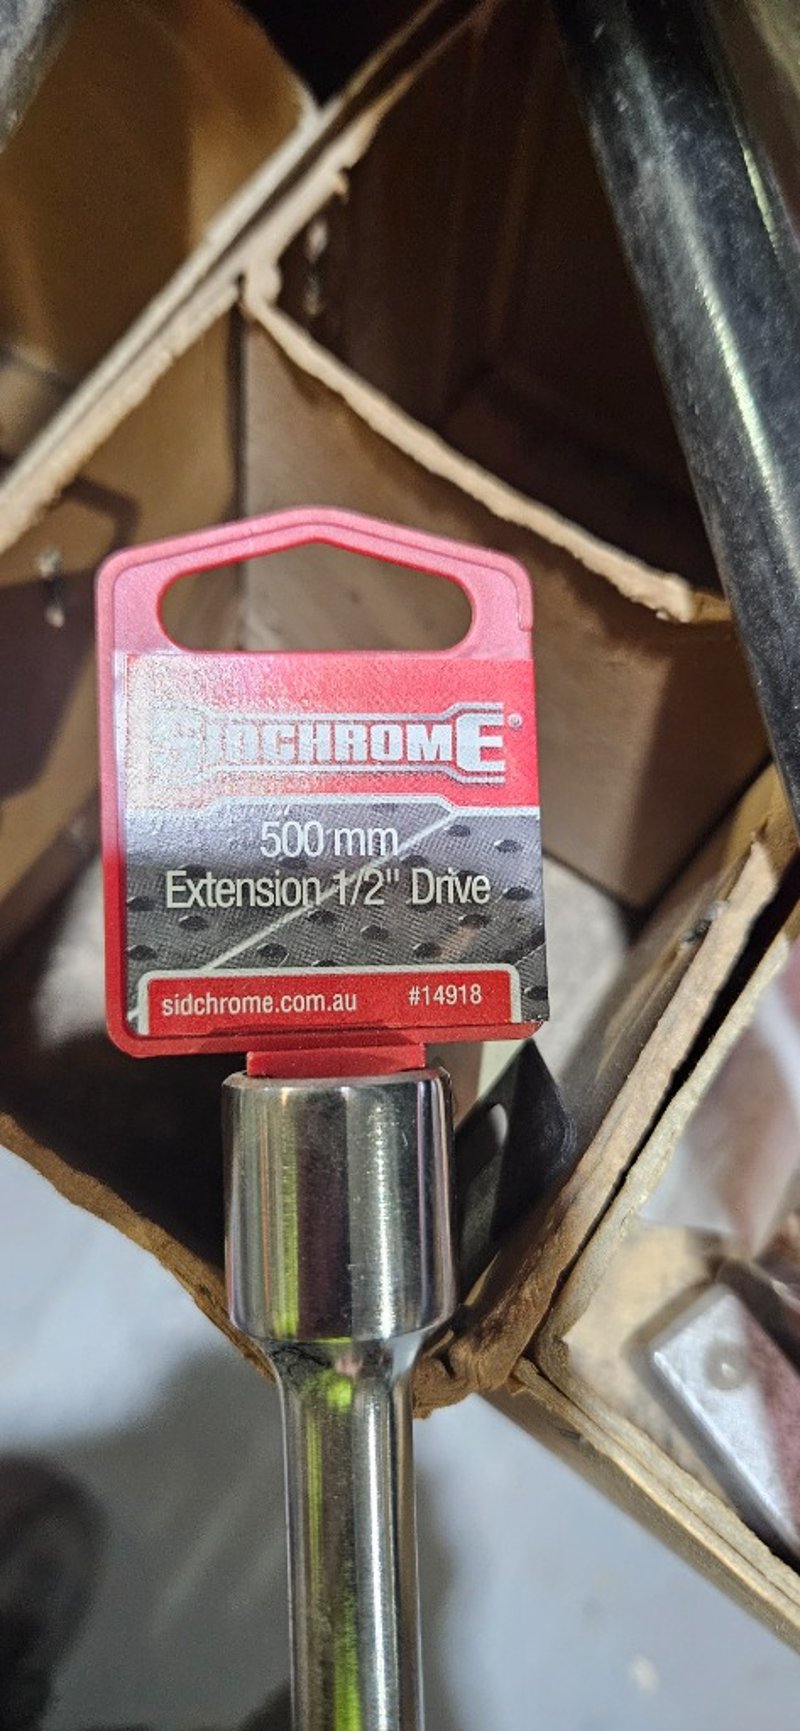 SIDCHROME®
500 mm
Extension 1/2" Drive
sidchrome.com.au #14918